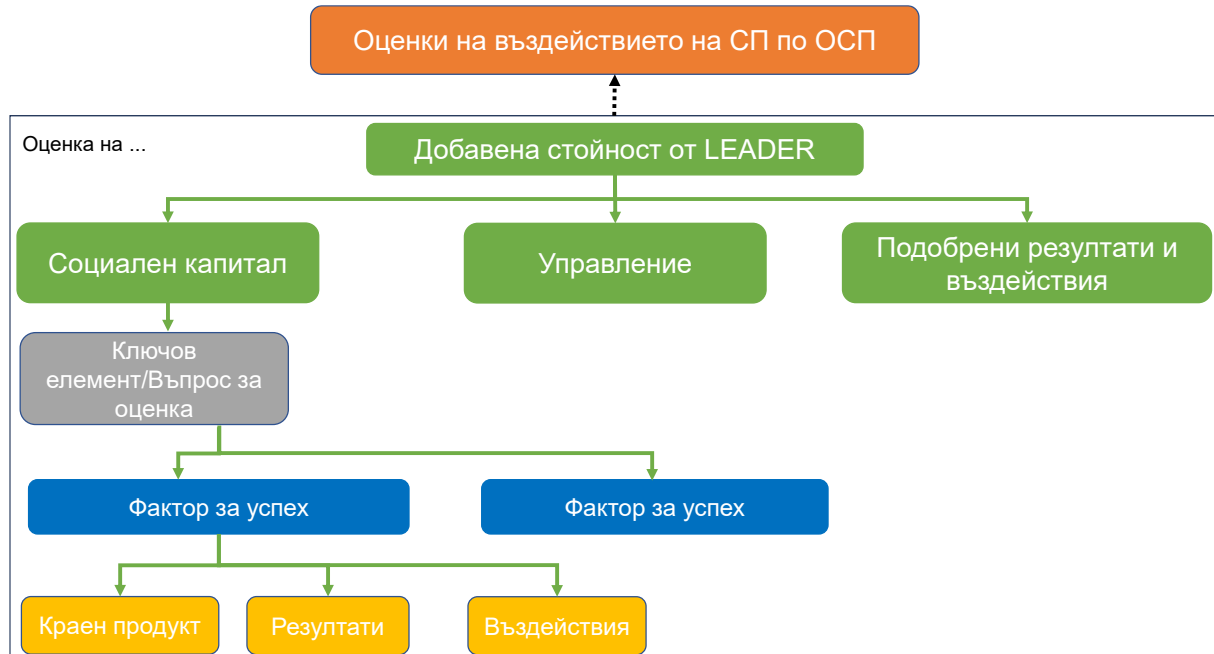 Оценки на въздействието на СП по ОСП
Оценка на ...
Добавена стойност от LEADER
Социален капитал
Управление
Подобрени резултати и
въздействия
Ключов
елемент/Въпрос за
оценка
Фактор за успех
Фактор за успех
Краен продукт
Резултати
Въздействия